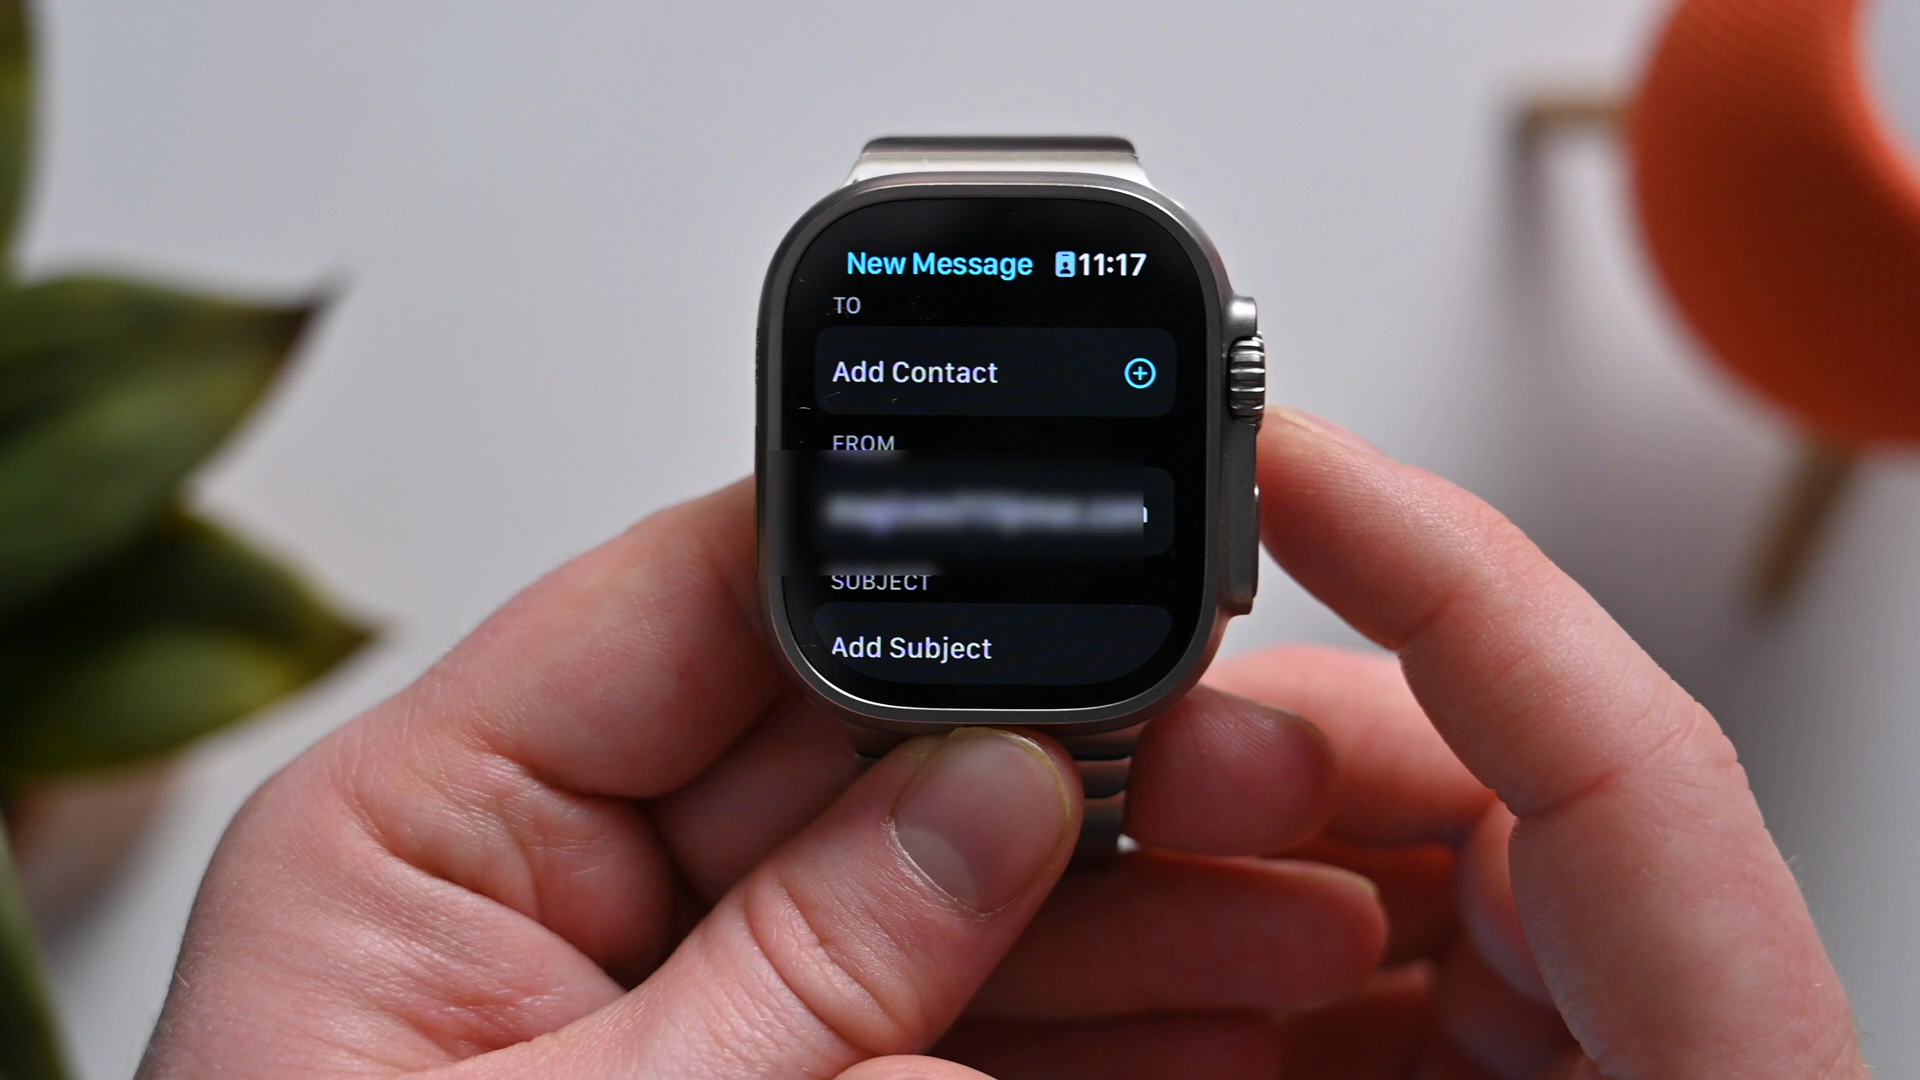 New Message 11:17
TO
Add Contact
FROM
SUBJECT
Add Subject